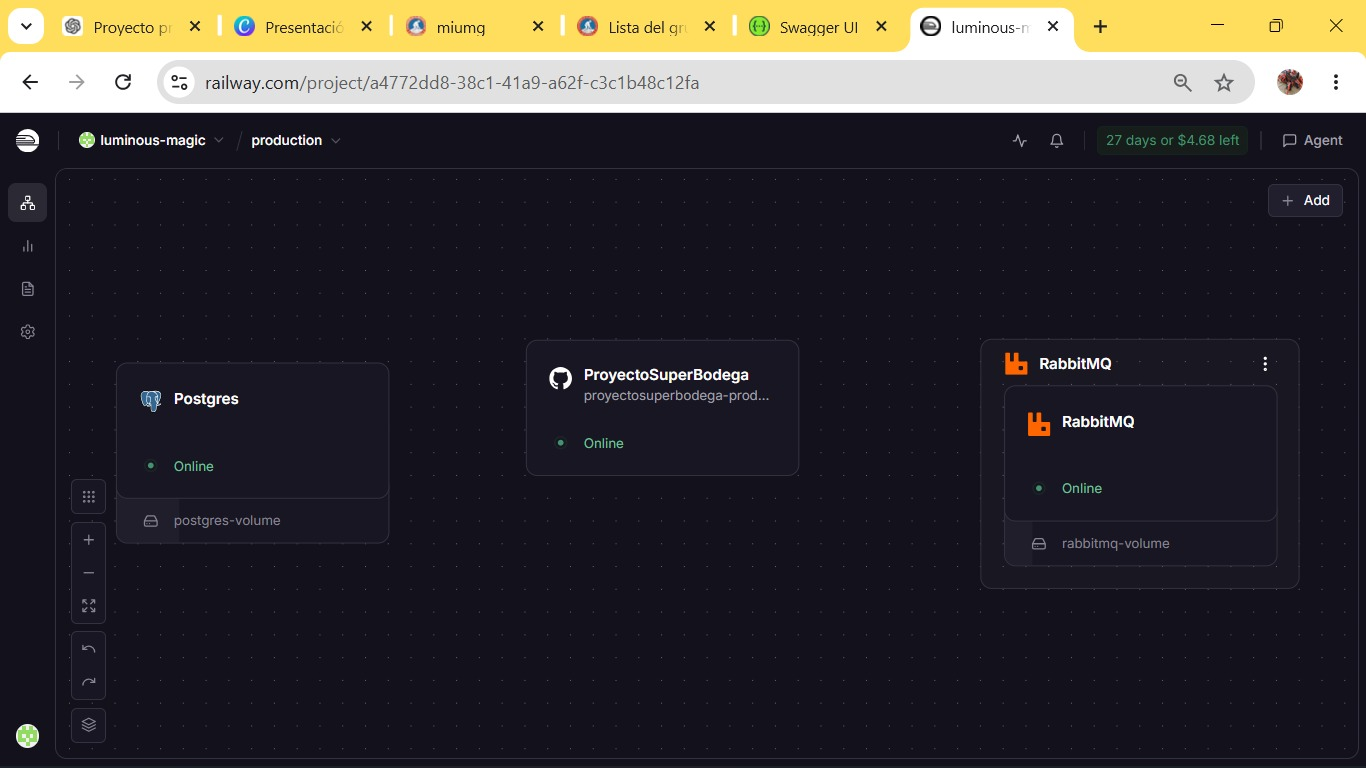 Proyecto pr
Presentació
miumg
Lista del gru
Swagger UI
luminous-m
railway.com/project/a4772dd8-38c1-41a9-a62f-c3c1b48c12fa
luminous-magic
production
27 days or $4.68 left
Agent
Add
Postgres
Online
postgres-volume
ProyectoSuperBodega
proyectosuperbodega-prod...
Online
RabbitMQ
RabbitMQ
Online
rabbitmq-volume